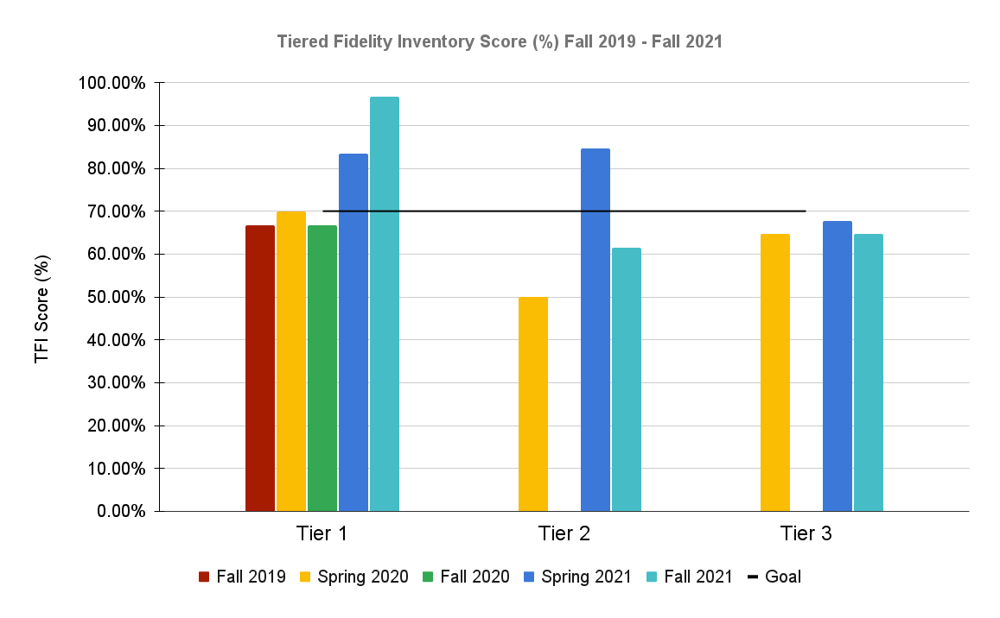 Tiered Fidelity Inventory Score (%) Fall 2019 - Fall 2021
100.00%
90.00%
80.00%
70.00%
60.00%
50.00%
40.00%
30.00%
20.00%
10.00%
0.00%
TFI Score (%)
Tier 1 Tier 2 Tier 3
Fall 2019 Spring 2020 Fall 2020 Spring 2021 Fall 2021 Goal